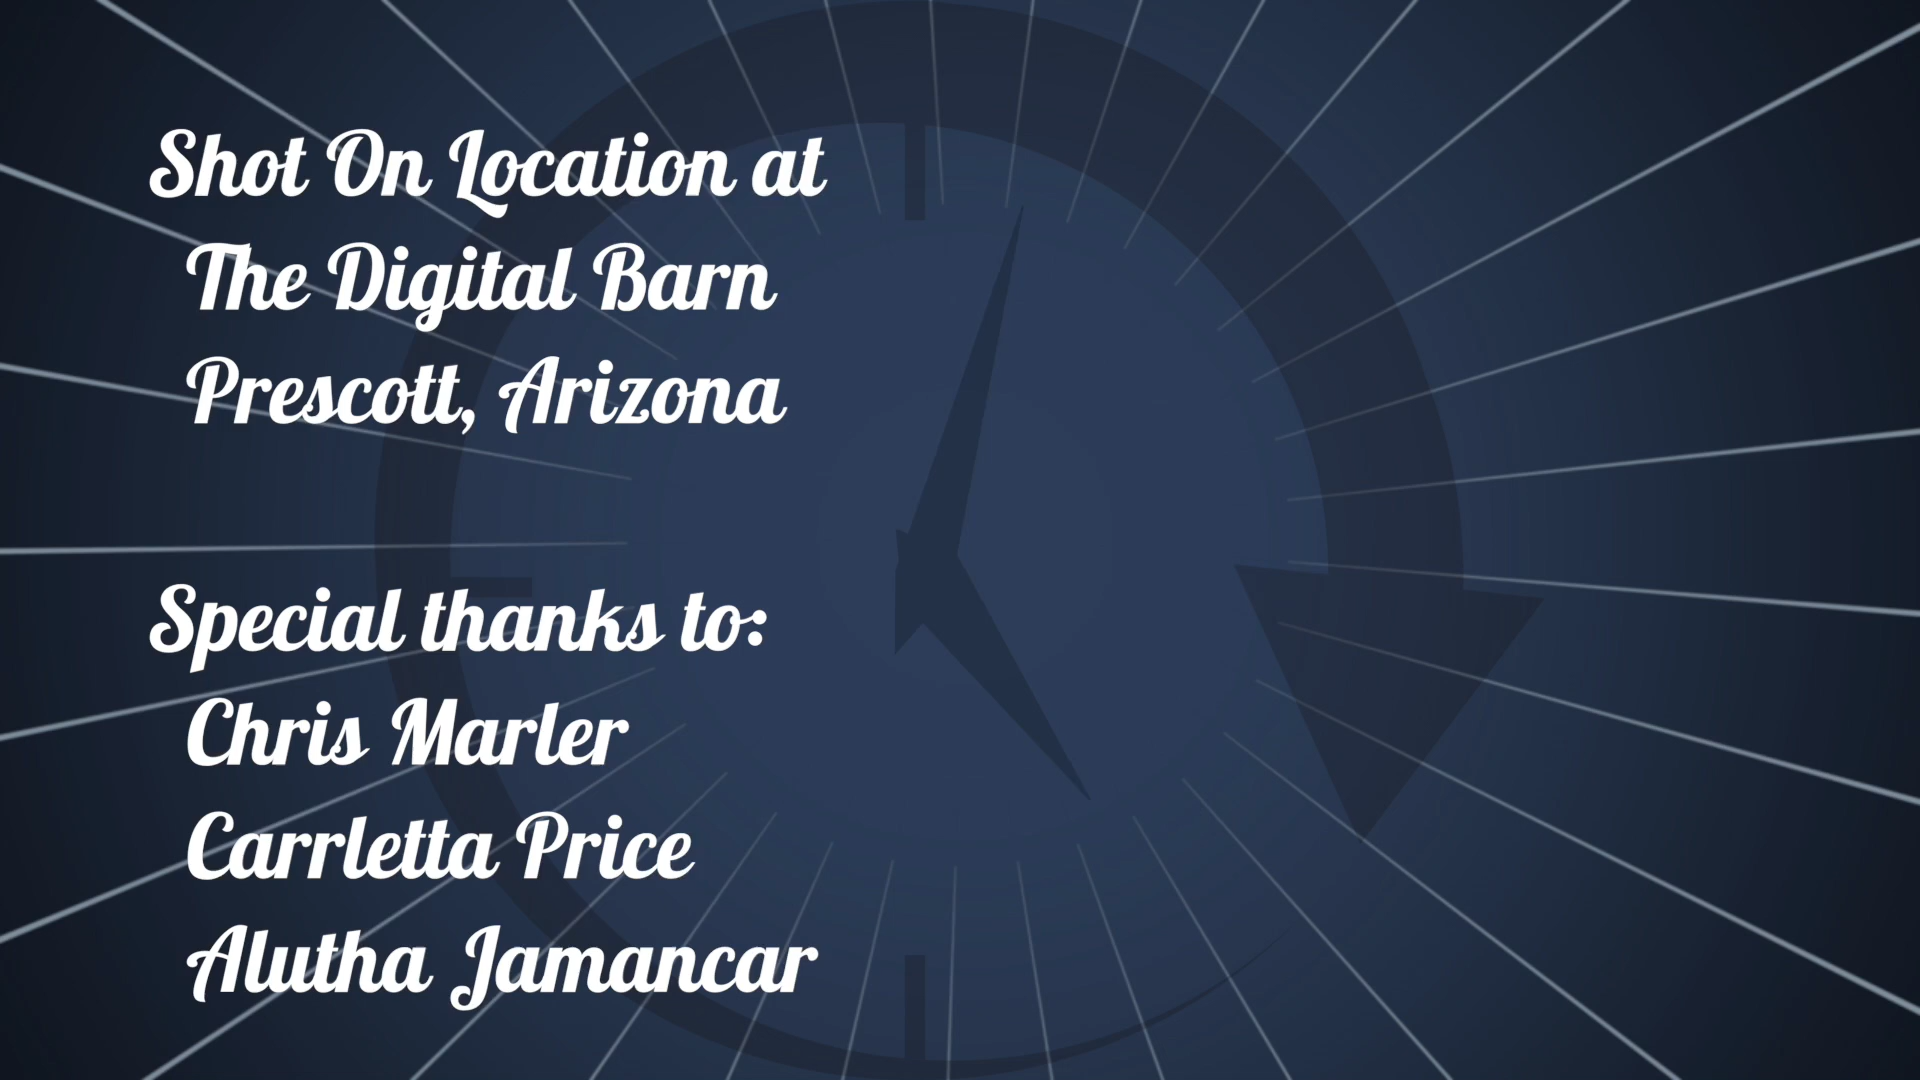 Shot On Location at
The Digital Barn
Prescott, Arizona
Special thanks to:
Chris Marler
Carrletta Price
Alutha Jamancar